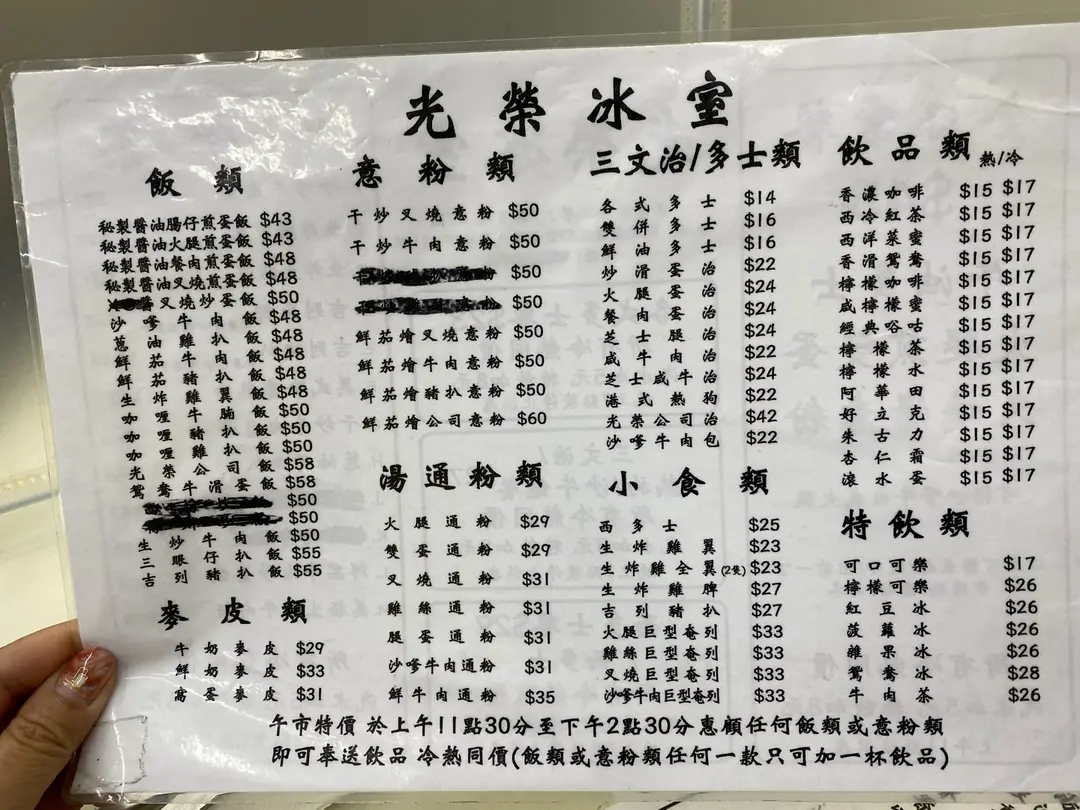 光榮冰室
飯類
秘製醬油腸仔煎蛋飯 $43
秘製醬油火腿煎蛋飯 $43
秘製醬油餐肉煎蛋飯 $48
秘製醬油叉燒煎蛋飯 $48
醬叉燒炒蛋飯 $50
沙嗲牛肉飯 $48
蔥油雞扒飯 $48
鮮茄雞扒飯 $48
鮮茄豬扒飯 $48
生炸雞翼飯 $48
咖喱牛腩飯 $50
咖喱豬扒飯 $50
咖喱雞扒飯 $50
光榮公司飯 $58
鴛鴦牛滑蛋飯 $58
$50
$50
生炒牛肉飯 $50
三眼仔扒飯 $55
吉列豬扒飯 $55
麥皮類
牛奶麥皮 $29
鮮奶麥皮 $33
窩蛋麥皮 $31
意粉類
干炒叉燒意粉 $50
干炒牛肉意粉 $50
$50
$50
鮮茄燴叉燒意粉 $50
鮮茄燴牛肉意粉 $50
鮮茄燴豬扒意粉 $50
鮮茄燴公司意粉 $60
湯通粉類
火腿通粉 $29
雙蛋通粉 $29
叉燒通粉 $31
雞絲通粉 $31
腿蛋通粉 $31
沙嗲牛肉通粉 $31
鮮牛肉通粉 $35
三文治/多士類
各式多士 $14
雙併多士 $16
鮮油多士 $16
炒滑蛋治 $22
火腿蛋治 $24
餐肉蛋治 $24
芝士腿治 $24
咸牛肉治 $22
芝士咸牛治 $24
港式熱狗 $22
光榮公司治 $42
沙嗲牛肉包 $22
小食類
西多士 $25
生炸雞翼 $23
生炸雞全翼(2隻) $23
生炸雞脾 $27
吉列豬扒 $27
火腿巨型奄列 $33
雞絲巨型奄列 $33
叉燒巨型奄列 $33
沙嗲牛肉巨型奄列 $33
飲品類 熱/冷
香濃咖啡 $15 $17
西冷紅茶 $15 $17
西洋菜蜜 $15 $17
香滑鴛鴦 $15 $17
檸檬咖啡 $15 $17
咸檸檬蜜 $15 $17
經典唂咕 $15 $17
檸檬茶 $15 $17
檸檬水 $15 $17
阿華田 $15 $17
好立克 $15 $17
朱古力 $15 $17
杏仁霜 $15 $17
滾水蛋 $15 $17
特飲類
可口可樂 $17
檸檬可樂 $26
紅豆冰 $26
菠蘿冰 $26
雜果冰 $26
鴛鴦冰 $28
牛肉茶 $26
午市特價 於上午11點30分至下午2點30分惠顧任何飯類或意粉類
即可奉送飲品 冷熱同價(飯類或意粉類任何一款只可加一杯飲品)